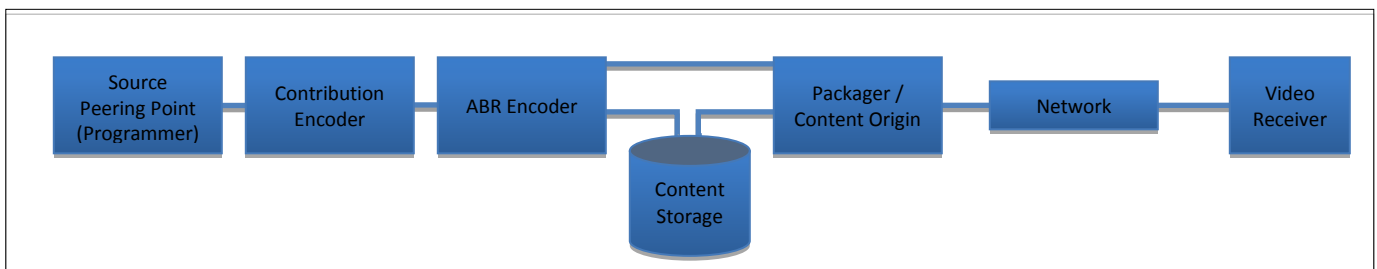 Source
Peering Point
(Programmer)
Contribution
Encoder
ABR Encoder
Packager /
Content Origin
Network
Video
Receiver
Content
Storage